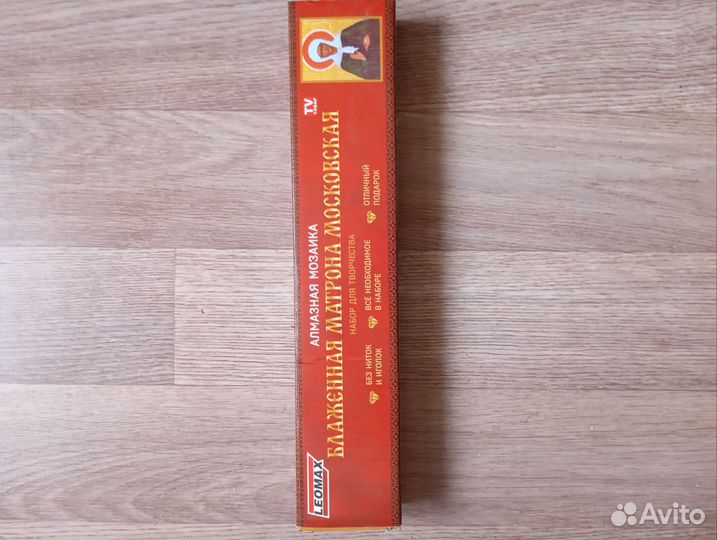 LEOMAX
АЛМАЗНАЯ МОЗАИКА
TV
ТОВАР
БЛАЖЕННАЯ МАТРОНА МОСКОВСКАЯ
НАБОР ДЛЯ ТВОРЧЕСТВА
БЕЗ НИТОК
И ИГОЛОК
ВСЁ НЕОБХОДИМОЕ
В НАБОРЕ
ОТЛИЧНЫЙ
ПОДАРОК
Avito